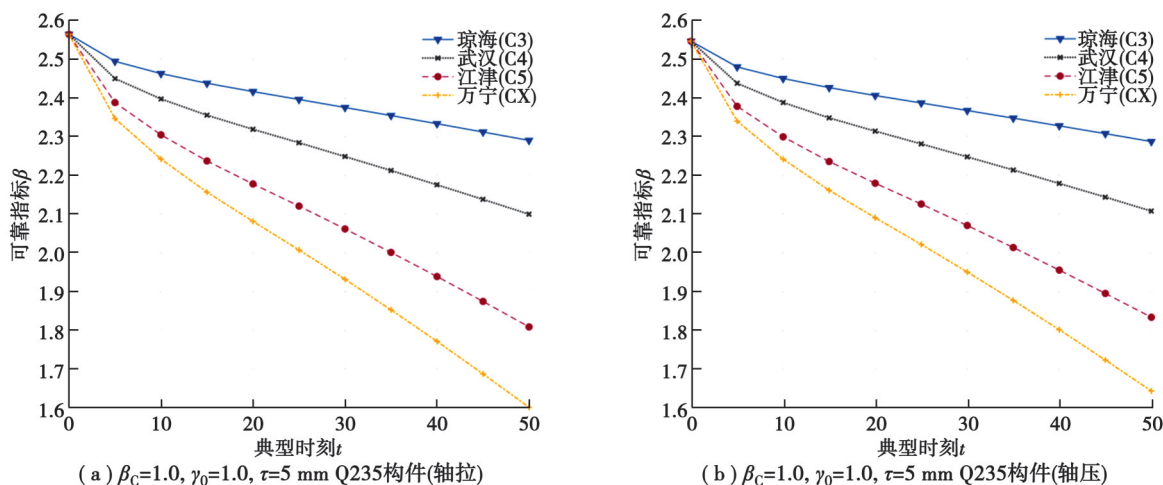 2.6
2.5
2.4
2.3
2.2
2.1
2.0
1.9
1.8
1.7
1.6
可靠指标β
琼海(C3)
武汉(C4)
江津(C5)
万宁(CX)
0
10
20
30
40
50
典型时刻t
(a) βC=1.0, γ0=1.0, τ=5 mm Q235构件(轴拉)
2.6
2.5
2.4
2.3
2.2
2.1
2.0
1.9
1.8
1.7
1.6
可靠指标β
琼海(C3)
武汉(C4)
江津(C5)
万宁(CX)
0
10
20
30
40
50
典型时刻t
(b) βC=1.0, γ0=1.0, τ=5 mm Q235构件(轴压)